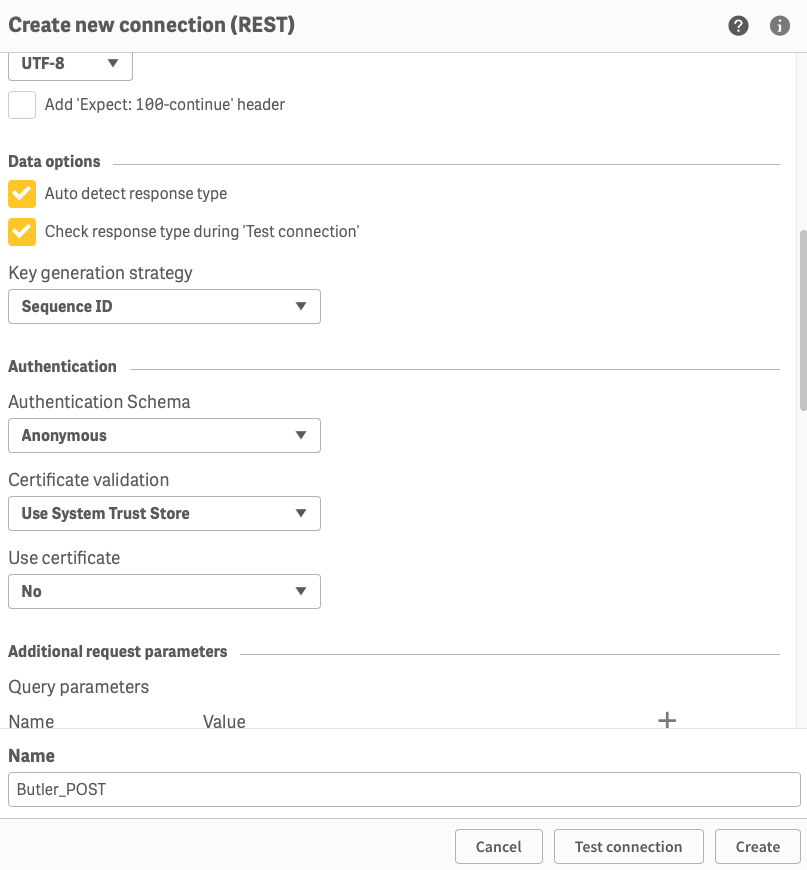 Create new connection (REST)
UTF-8
Add 'Expect: 100-continue' header
Data options
Auto detect response type
Check response type during 'Test connection'
Key generation strategy
Sequence ID
Authentication
Authentication Schema
Anonymous
Certificate validation
Use System Trust Store
Use certificate
No
Additional request parameters
Query parameters
Name Value
Name
Butler_POST
Cancel Test connection Create